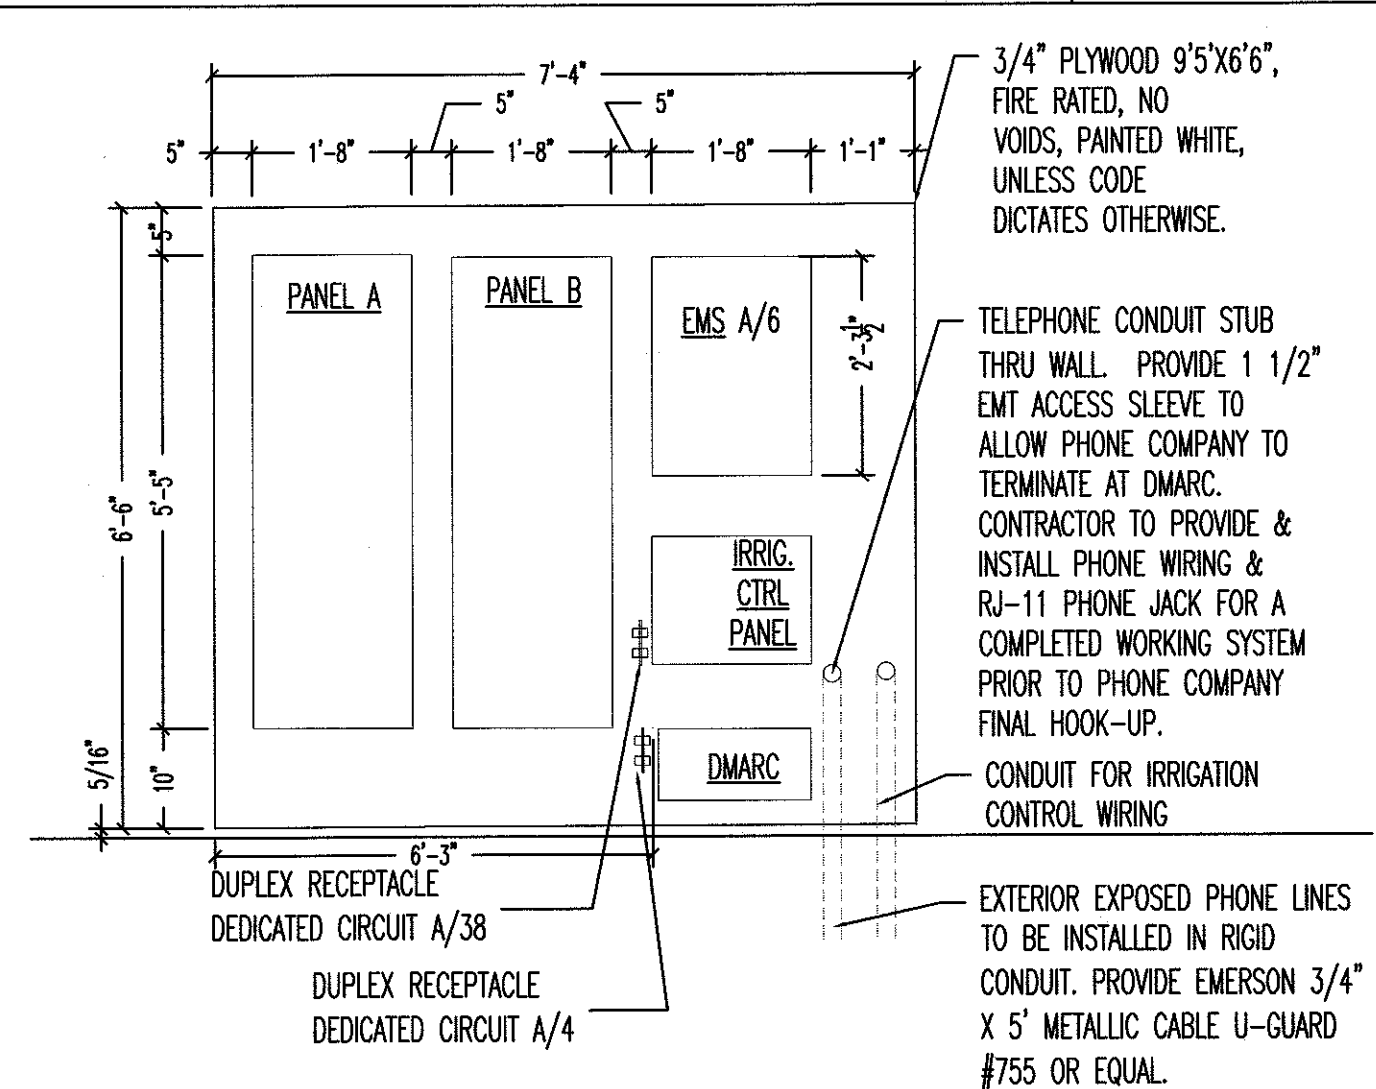 7'-4"
5"
5"
5"
1'-8"
1'-8"
1'-8"
1'-1"
3/4" PLYWOOD 9'5'X6'6",
FIRE RATED, NO
VOIDS, PAINTED WHITE,
UNLESS CODE
DICTATES OTHERWISE.
5"
PANEL A
PANEL B
EMS A/6
2'-3 1/2"
6'-6"
5'-5"
TELEPHONE CONDUIT STUB
THRU WALL. PROVIDE 1 1/2"
EMT ACCESS SLEEVE TO
ALLOW PHONE COMPANY TO
TERMINATE AT DMARC.
CONTRACTOR TO PROVIDE &
INSTALL PHONE WIRING &
RJ-11 PHONE JACK FOR A
COMPLETED WORKING SYSTEM
PRIOR TO PHONE COMPANY
FINAL HOOK-UP.
IRRIG.
CTRL
PANEL
5/16"
10"
DMARC
CONDUIT FOR IRRIGATION
CONTROL WIRING
6'-3"
DUPLEX RECEPTACLE
DEDICATED CIRCUIT A/38
DUPLEX RECEPTACLE
DEDICATED CIRCUIT A/4
EXTERIOR EXPOSED PHONE LINES
TO BE INSTALLED IN RIGID
CONDUIT. PROVIDE EMERSON 3/4"
X 5' METALLIC CABLE U-GUARD
#755 OR EQUAL.